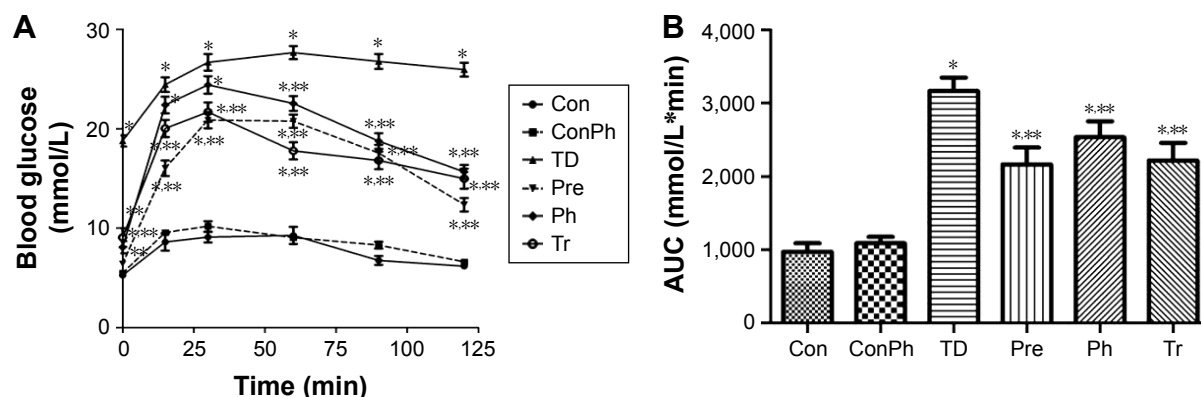 A
Blood glucose
(mmol/L)
30
20
10
0
0
25
50
75
100
125
Time (min)
*
*
*
*
*
*
*
*
*,**
*,**
*,**
*,**
*,**
*,**
*,**
*,**
*,**
*,**
*,**
*,**
*,**
**
*,**
**
Con
ConPh
TD
Pre
Ph
Tr
B
AUC (mmol/L*min)
4,000
3,000
2,000
1,000
0
*
*,**
*,**
*,**
Con
ConPh
TD
Pre
Ph
Tr